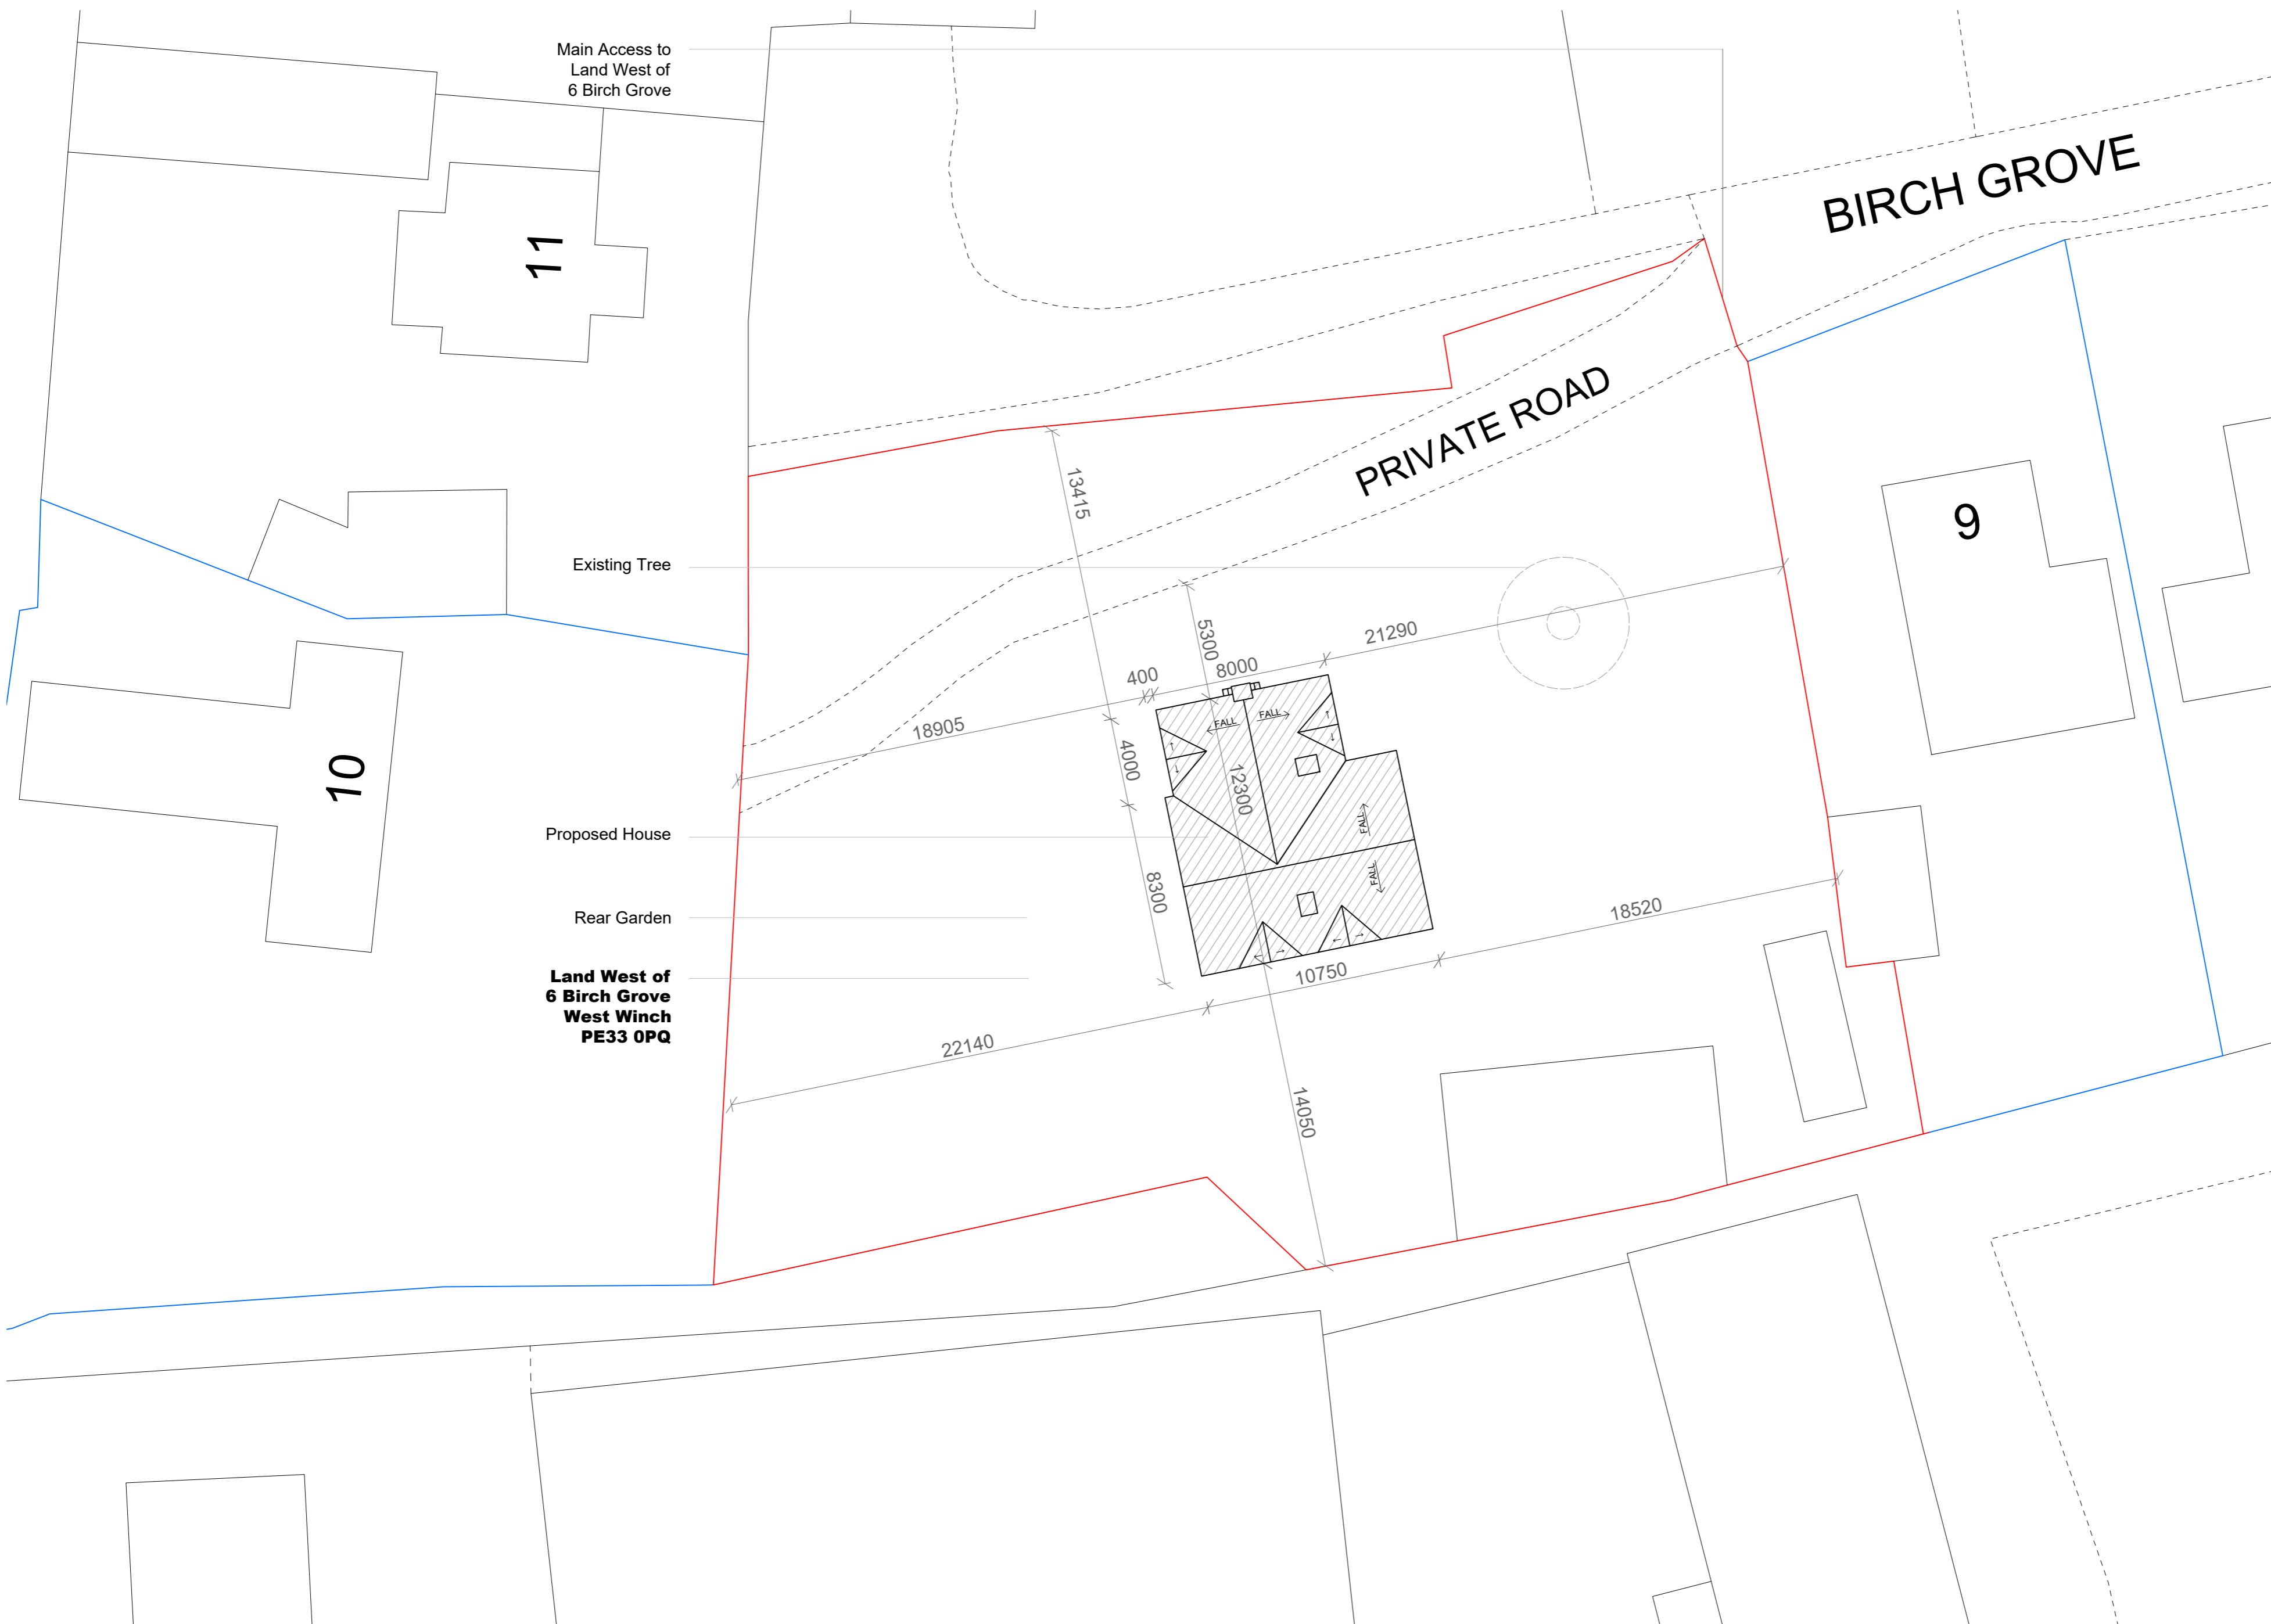 Main Access to
Land West of
6 Birch Grove
BIRCH GROVE
11
PRIVATE ROAD
13415
9
Existing Tree
5300
21290
400
8000
18905
FALL
FALL
4000
12300
10
Proposed House
FALL
FALL
8300
Rear Garden
18520
Land West of
6 Birch Grove
West Winch
PE33 0PQ
10750
22140
14050